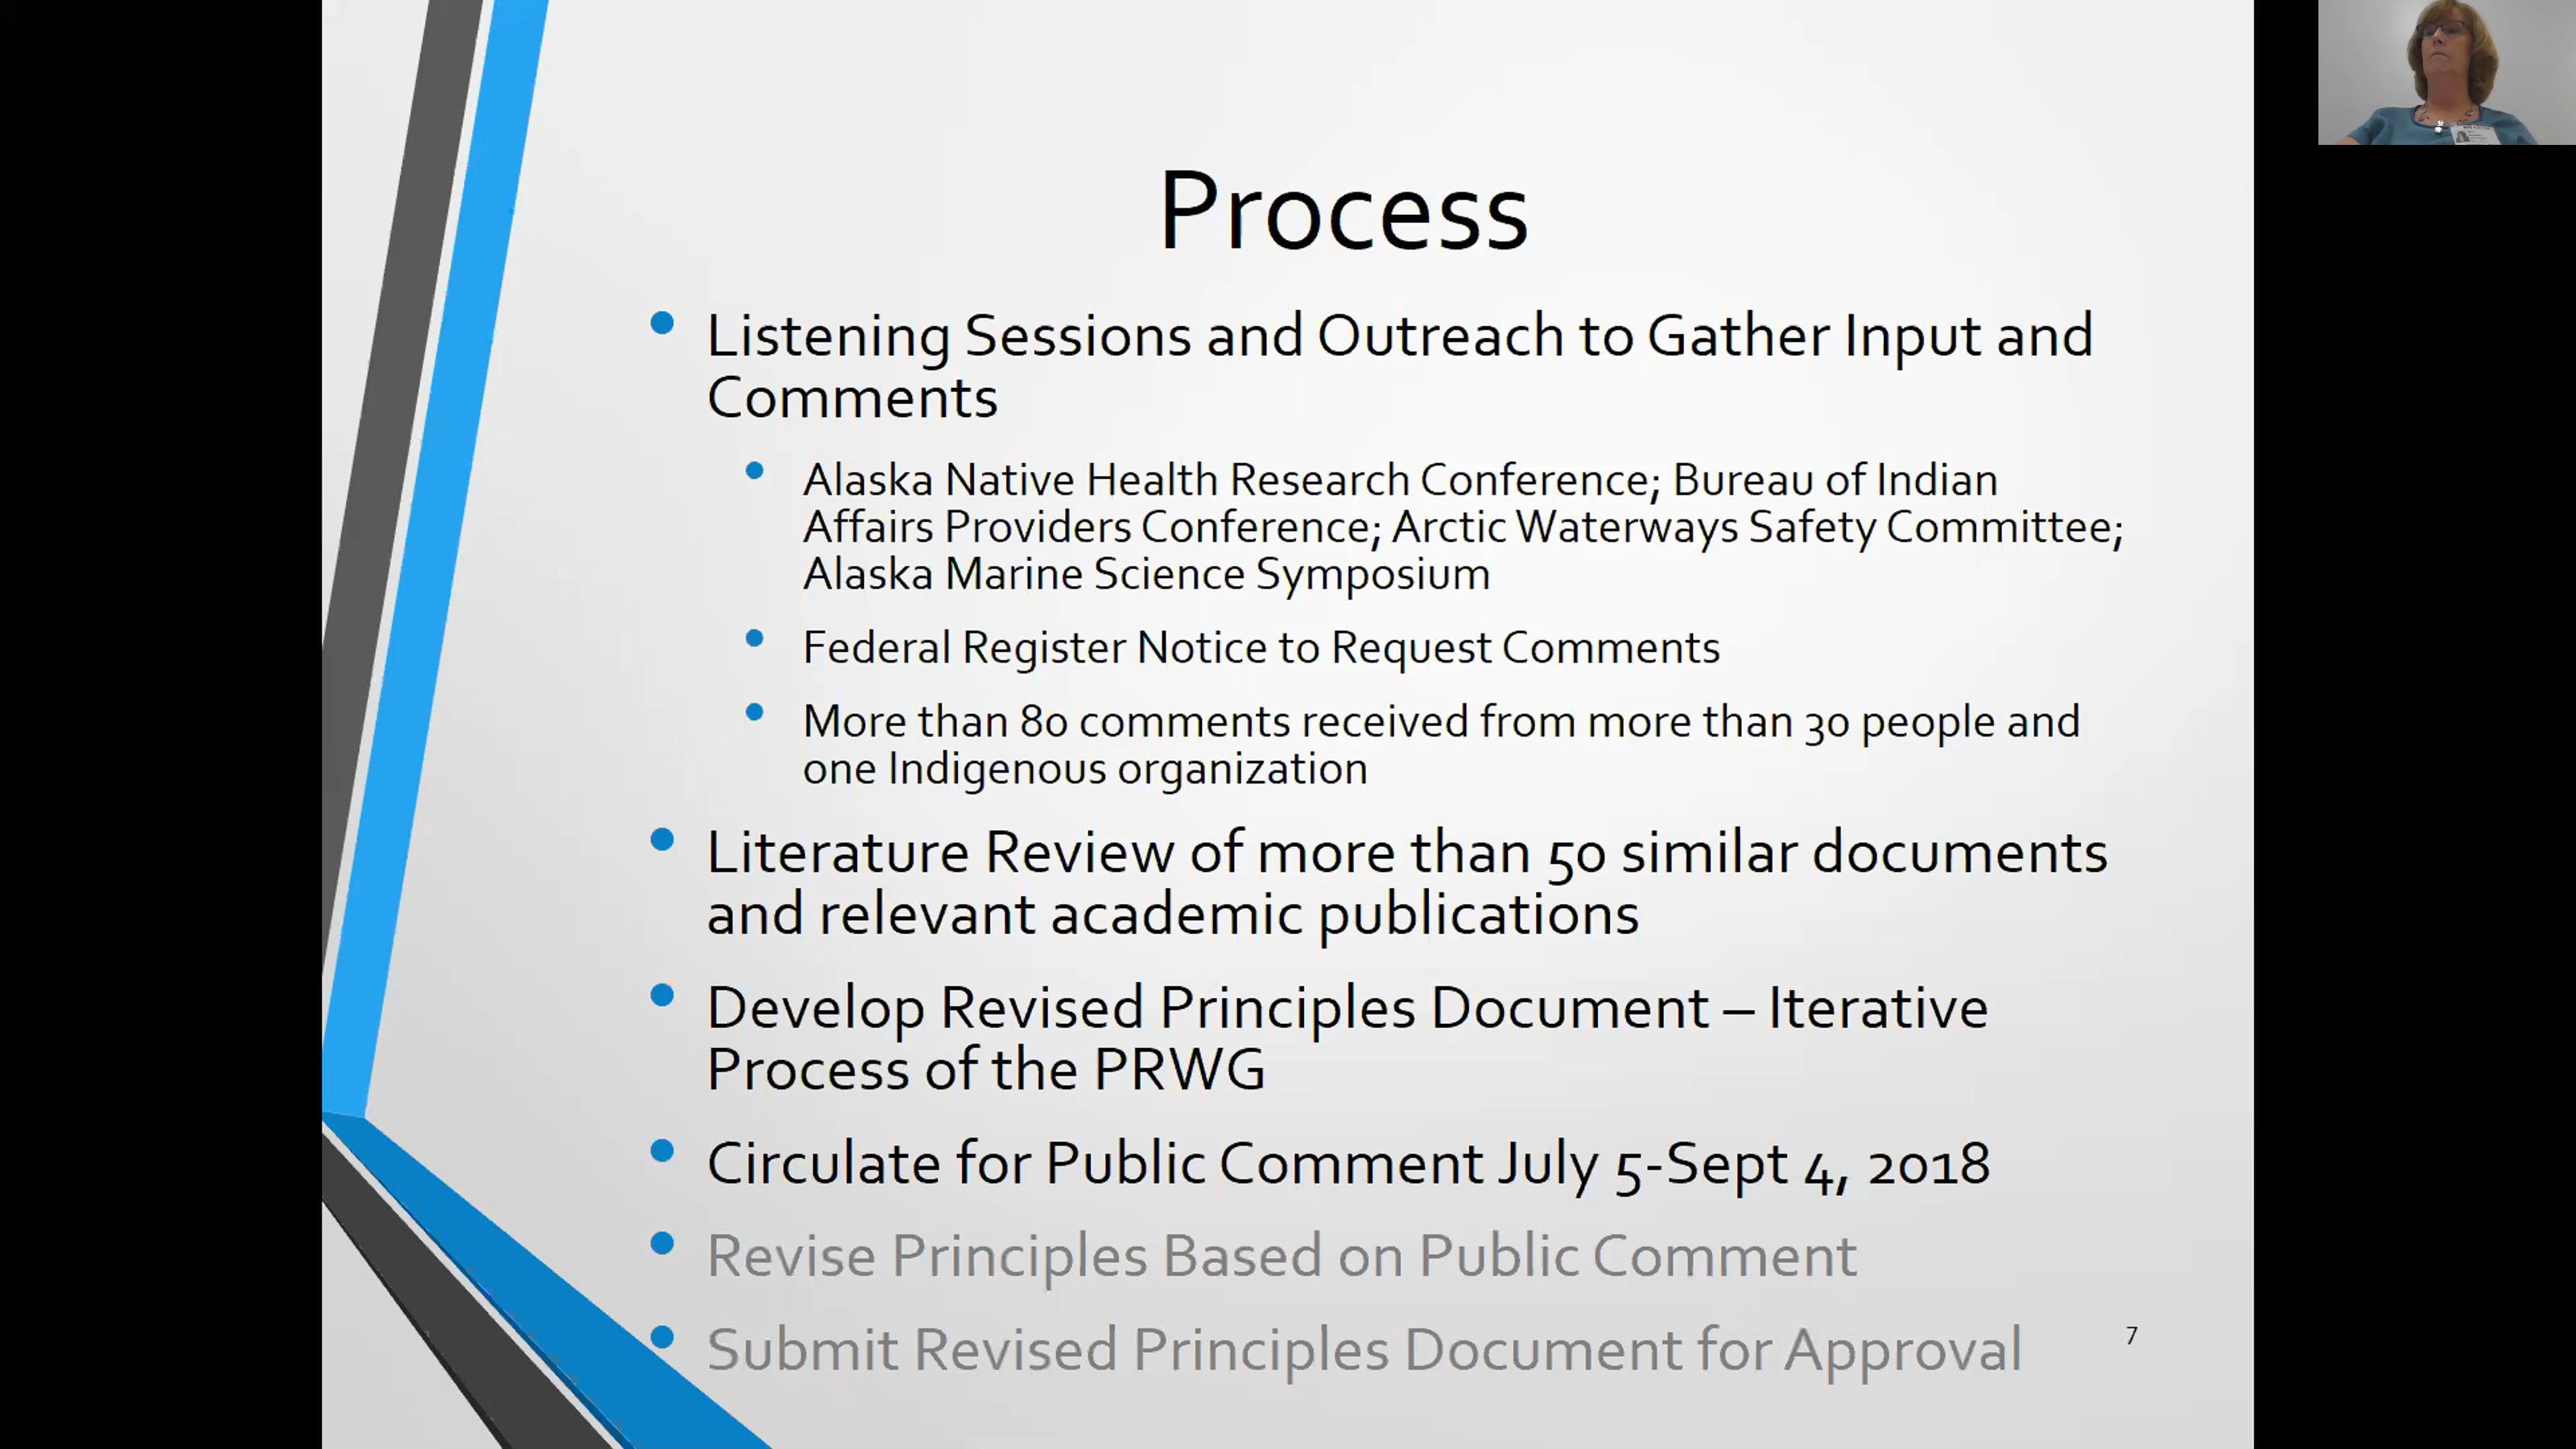 Process
Listening Sessions and Outreach to Gather Input and
Comments
Alaska Native Health Research Conference; Bureau of Indian
Affairs Providers Conference; Arctic Waterways Safety Committee;
Alaska Marine Science Symposium
Federal Register Notice to Request Comments
More than 80 comments received from more than 30 people and
one Indigenous organization
Literature Review of more than 50 similar documents
and relevant academic publications
Develop Revised Principles Document – Iterative
Process of the PRWG
Circulate for Public Comment July 5-Sept 4, 2018
Revise Principles Based on Public Comment
Submit Revised Principles Document for Approval
7